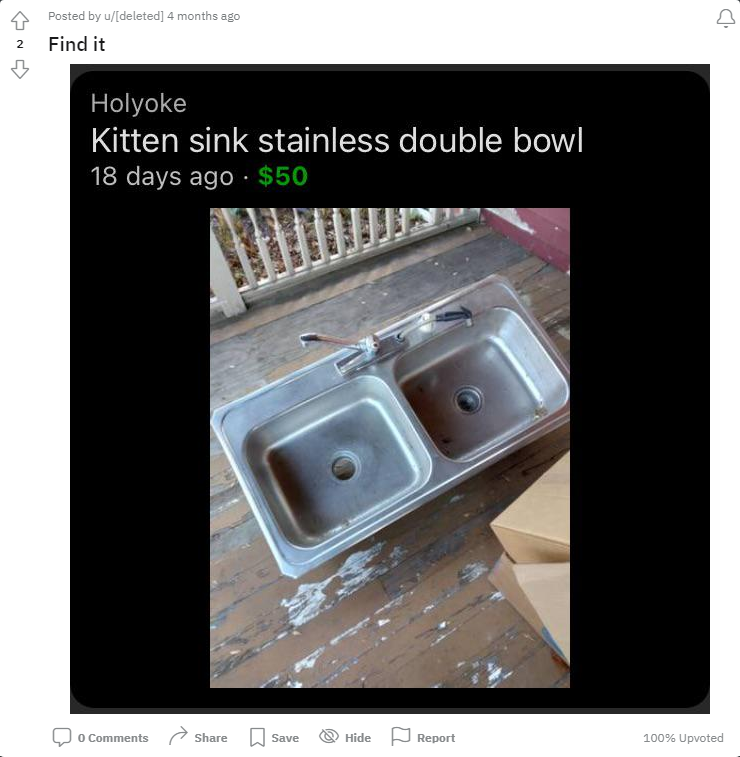 Posted by u/[deleted] 4 months ago
2
Find it
Holyoke
Kitten sink stainless double bowl
18 days ago · $50
0 Comments Share Save Hide Report 100% Upvoted